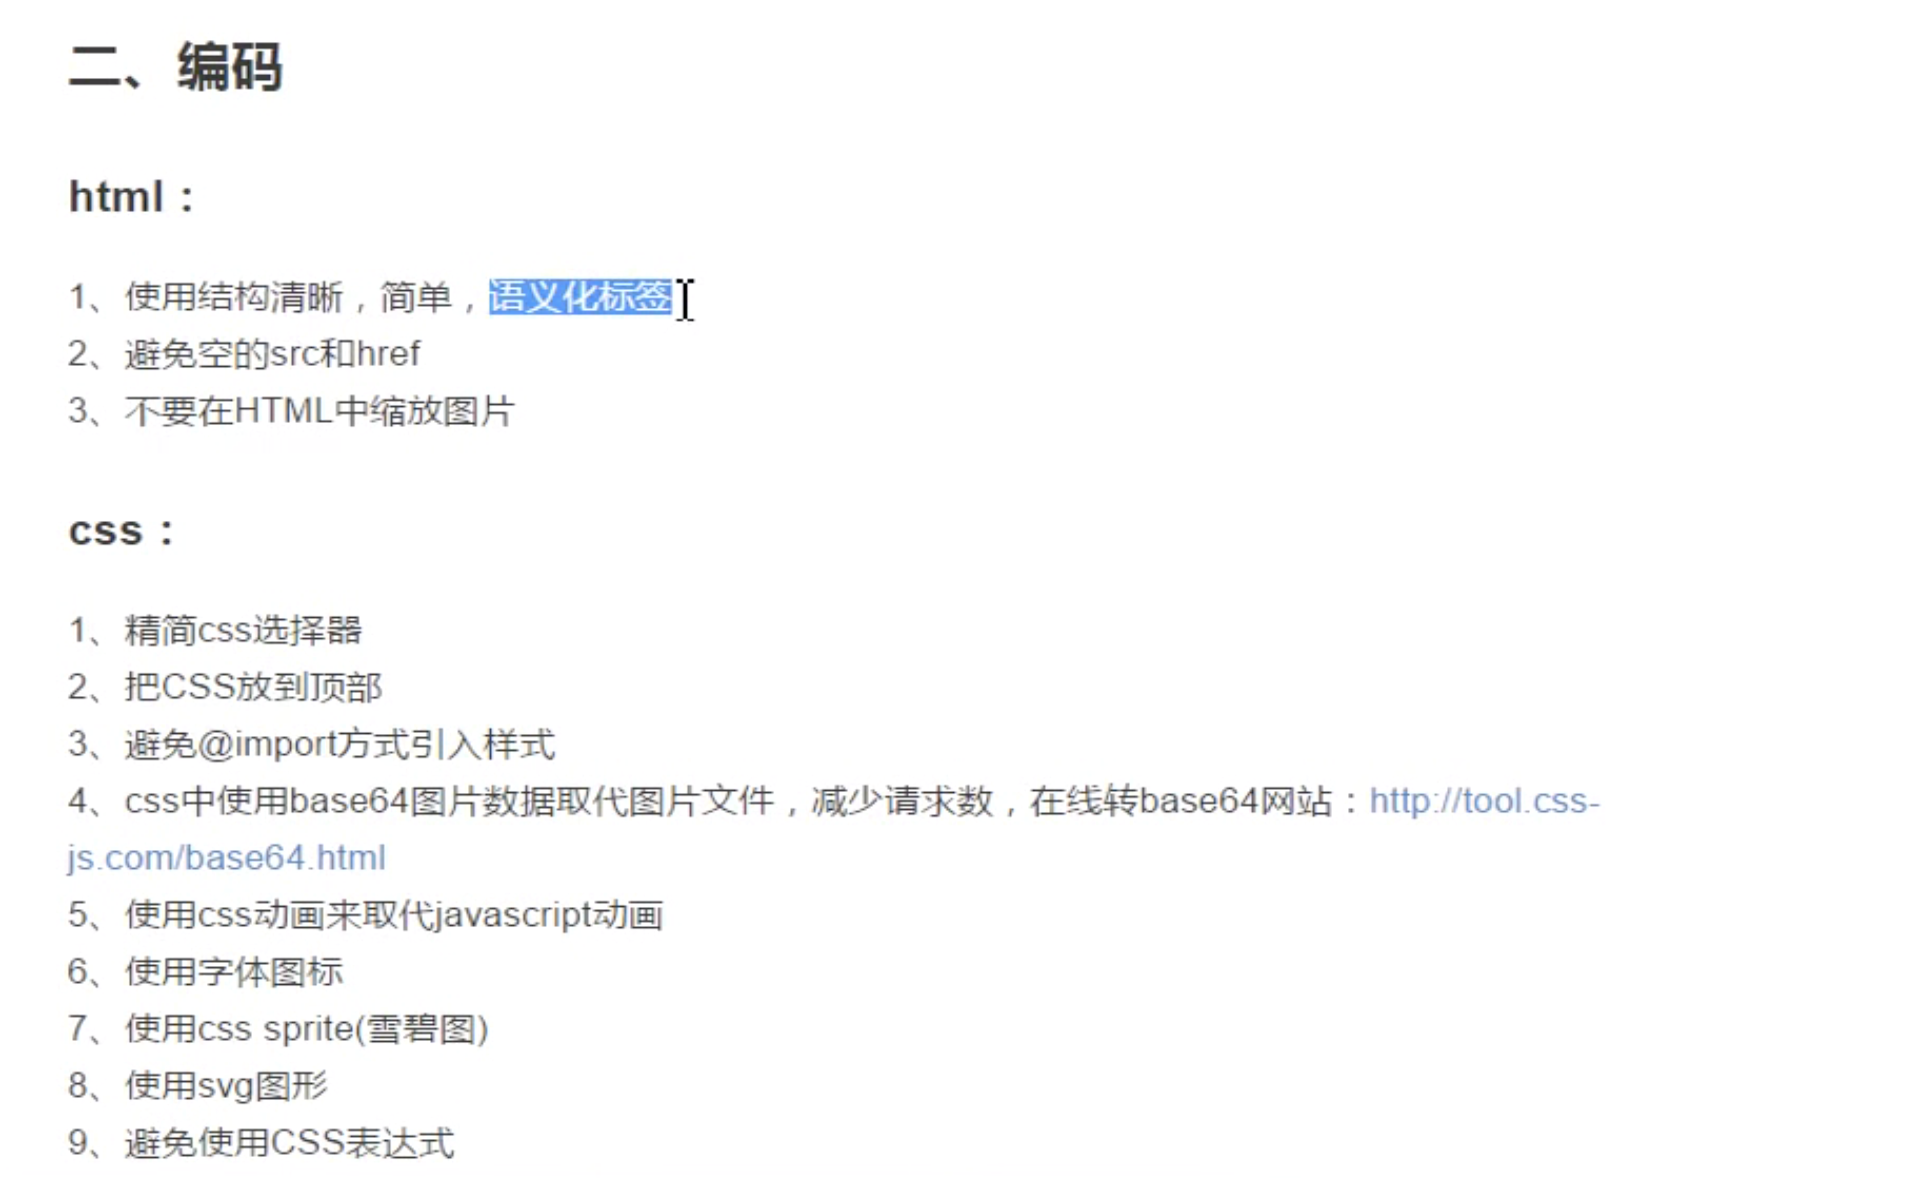 二、编码
html：
1、使用结构清晰，简单，语义化标签
2、避免空的src和href
3、不要在HTML中缩放图片
css：
1、精简css选择器
2、把CSS放到顶部
3、避免@import方式引入样式
4、css中使用base64图片数据取代图片文件，减少请求数，在线转base64网站：http://tool.css-
js.com/base64.html
5、使用css动画来取代javascript动画
6、使用字体图标
7、使用css sprite(雪碧图)
8、使用svg图形
9、避免使用CSS表达式